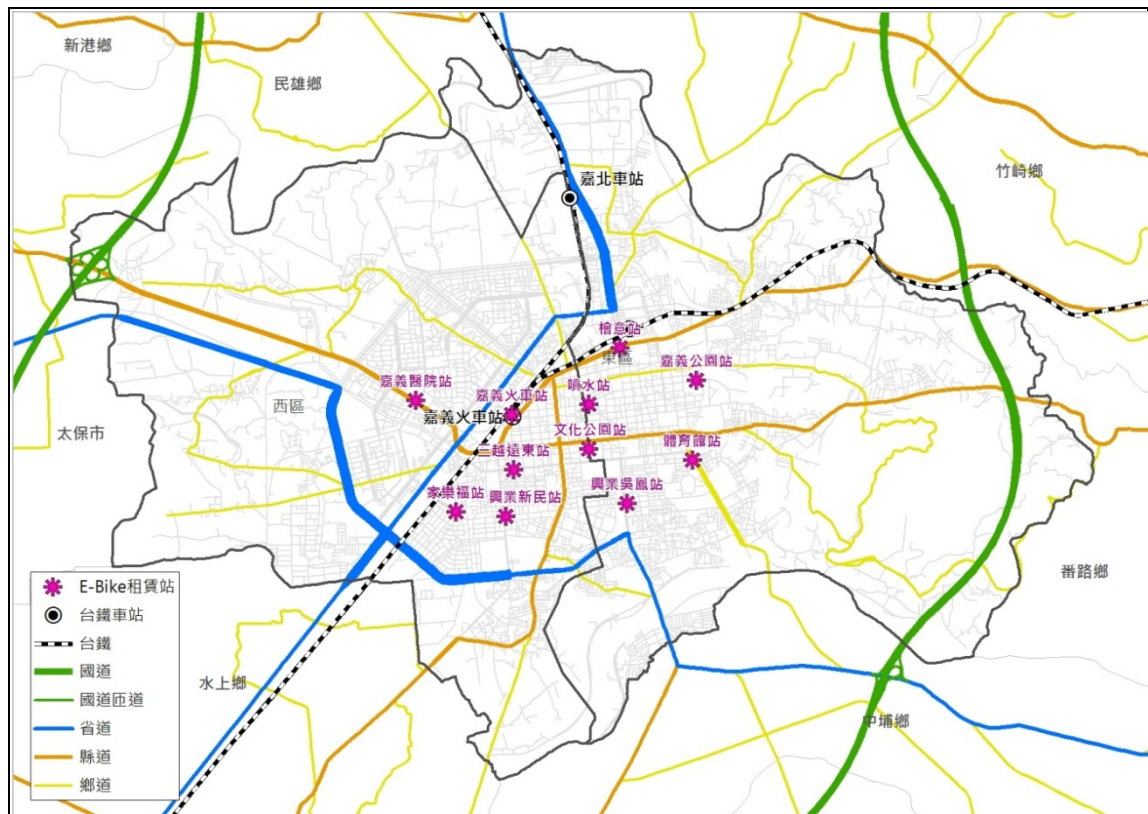 新港鄉
民雄鄉
竹崎鄉
嘉北車站
檜意站
東區
嘉義公園站
嘉義醫院站
嘉義火車站
噴水站
西區
嘉義火車站
太保市
文化公園站
體育館站
三越遠東站
家樂福站
興業新民站
興業吳鳳站
番路鄉
水上鄉
中埔鄉
E-Bike租賃站
台鐵車站
台鐵
國道
國道匝道
省道
縣道
鄉道